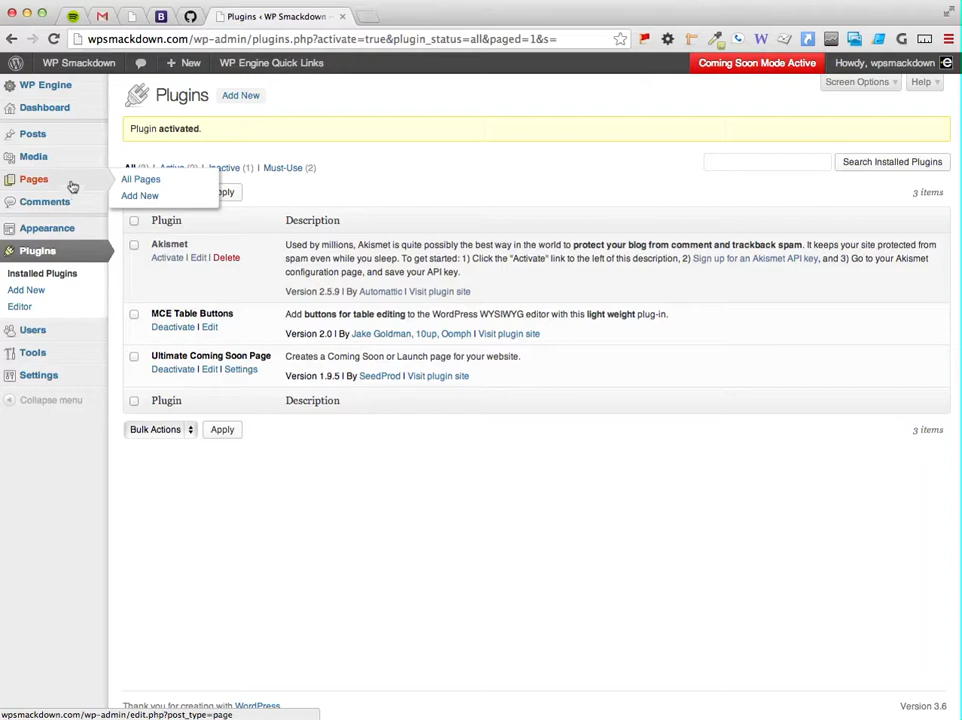 Plugins ‹ WP Smackdown
wpsmackdown.com/wp-admin/plugins.php?activate=true&plugin_status=all&paged=1&s=
WP Smackdown + New WP Engine Quick Links Coming Soon Mode Active Howdy, wpsmackdown
WP Engine
Dashboard
Posts
Media
Pages
Comments
Appearance
Plugins
Installed Plugins
Add New
Editor
Users
Tools
Settings
Collapse menu
All Pages
Add New
Screen Options Help
Plugins Add New
Plugin activated.
Inactive (1) | Must-Use (2)
Search Installed Plugins
3 items
Plugin Description
Akismet
Activate | Edit | Delete
Used by millions, Akismet is quite possibly the best way in the world to protect your blog from comment and trackback spam. It keeps your site protected from
spam even while you sleep. To get started: 1) Click the "Activate" link to the left of this description, 2) Sign up for an Akismet API key, and 3) Go to your Akismet
configuration page, and save your API key.
Version 2.5.9 | By Automattic | Visit plugin site
MCE Table Buttons
Deactivate | Edit
Add buttons for table editing to the WordPress WYSIWYG editor with this light weight plug-in.
Version 2.0 | By Jake Goldman, 10up, Oomph | Visit plugin site
Ultimate Coming Soon Page
Deactivate | Edit | Settings
Creates a Coming Soon or Launch page for your website.
Version 1.9.5 | By SeedProd | Visit plugin site
Plugin Description
Bulk Actions Apply
3 items
Thank you for creating with WordPress.
Version 3.6
wpsmackdown.com/wp-admin/edit.php?post_type=page